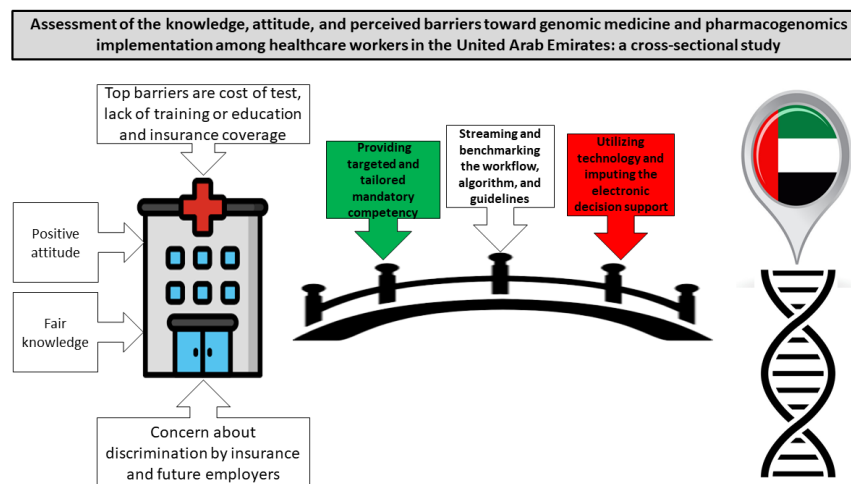 Assessment of the knowledge, attitude, and perceived barriers toward genomic medicine and pharmacogenomics
implementation among healthcare workers in the United Arab Emirates: a cross-sectional study
Top barriers are cost of test,
lack of training or education
and insurance coverage
Positive
attitude
Fair
knowledge
Concern about
discrimination by insurance
and future employers
Providing
targeted and
tailored
mandatory
competency
Streaming and
benchmarking
the workflow,
algorithm, and
guidelines
Utilizing
technology and
imputing the
electronic
decision support